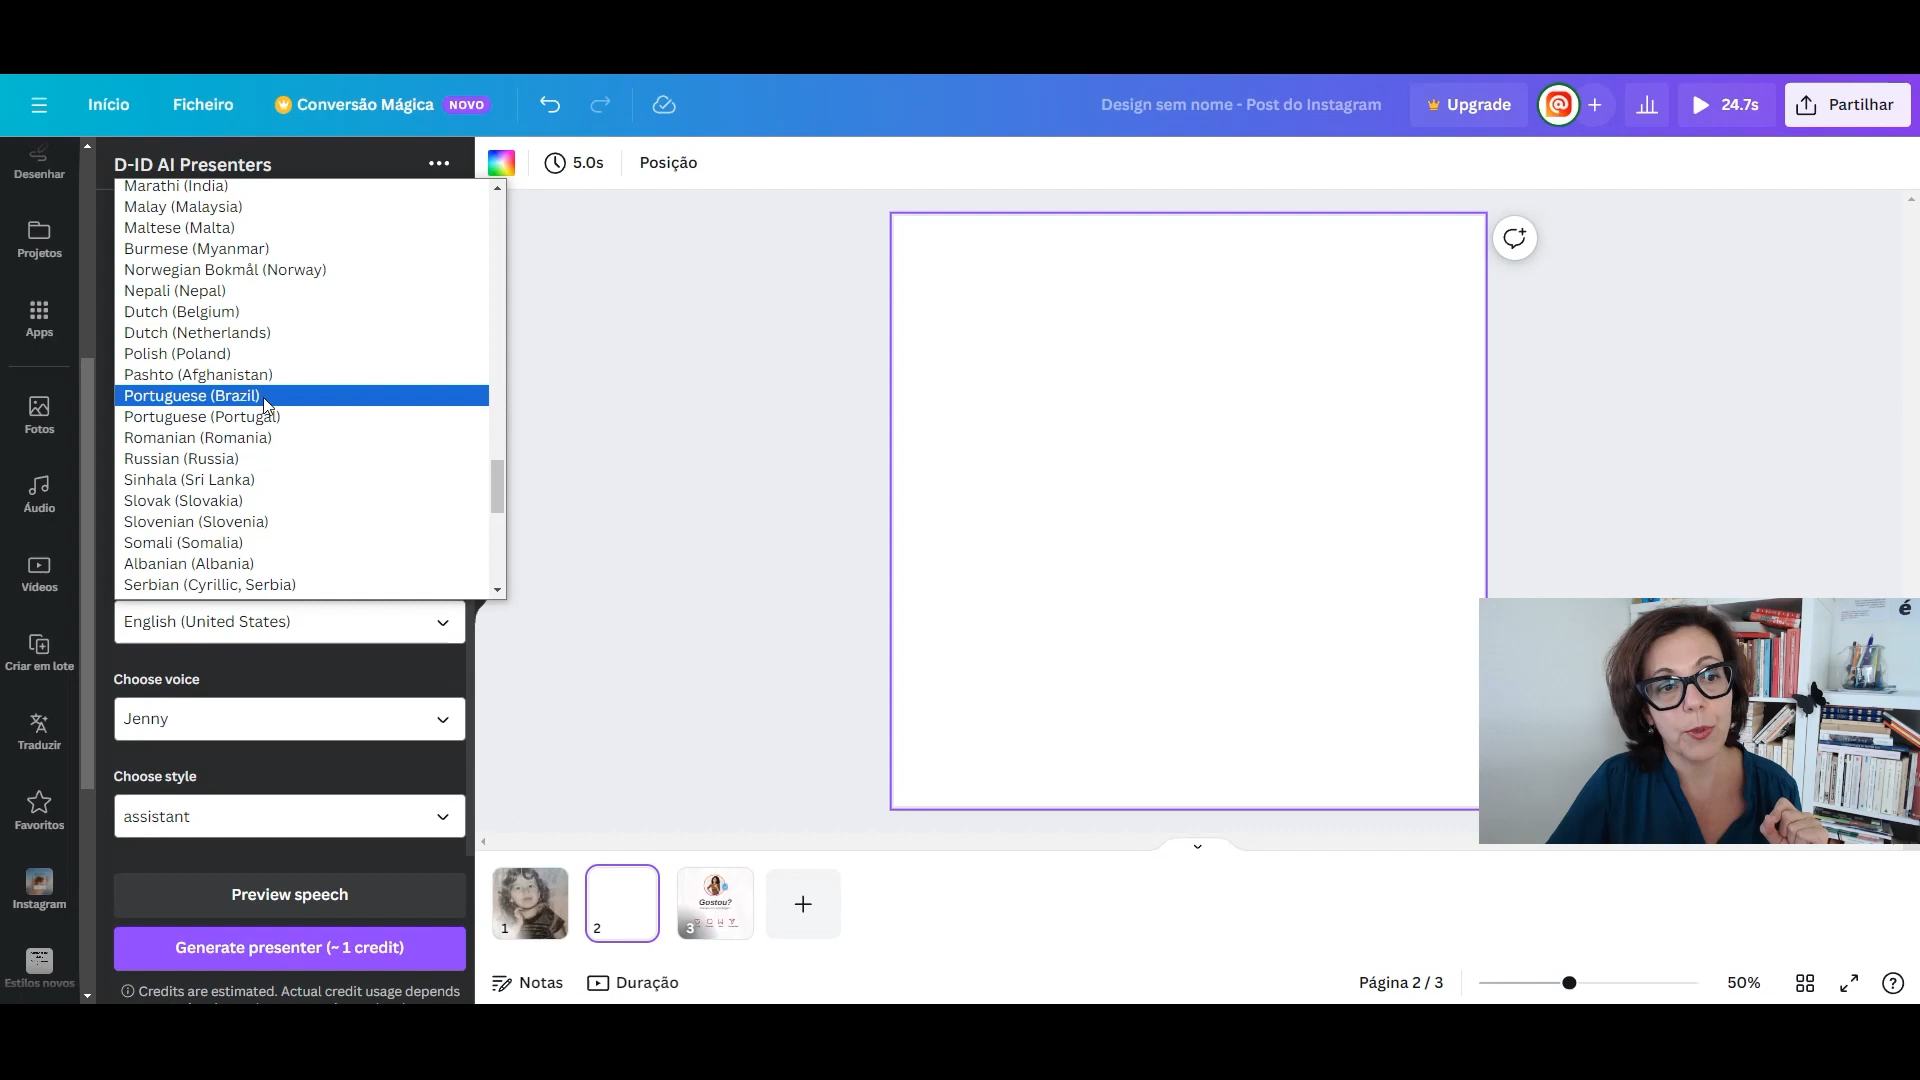 Início
Ficheiro
Conversão Mágica NOVO
Design sem nome - Post do Instagram
Upgrade
24.7s
Partilhar
Desenhar
Projetos
Apps
Fotos
Áudio
Vídeos
Criar em lote
Traduzir
Favoritos
Instagram
Estilos novos
D-ID AI Presenters
5.0s
Posição
Marathi (India)
Malay (Malaysia)
Maltese (Malta)
Burmese (Myanmar)
Norwegian Bokmål (Norway)
Nepali (Nepal)
Dutch (Belgium)
Dutch (Netherlands)
Polish (Poland)
Pashto (Afghanistan)
Portuguese (Brazil)
Portuguese (Portugal)
Romanian (Romania)
Russian (Russia)
Sinhala (Sri Lanka)
Slovak (Slovakia)
Slovenian (Slovenia)
Somali (Somalia)
Albanian (Albania)
Serbian (Cyrillic, Serbia)
English (United States)
Choose voice
Jenny
Choose style
assistant
Preview speech
Generate presenter (~ 1 credit)
Credits are estimated. Actual credit usage depends
é
1
2
Gostou?
3
Notas
Duração
Página 2 / 3
50%